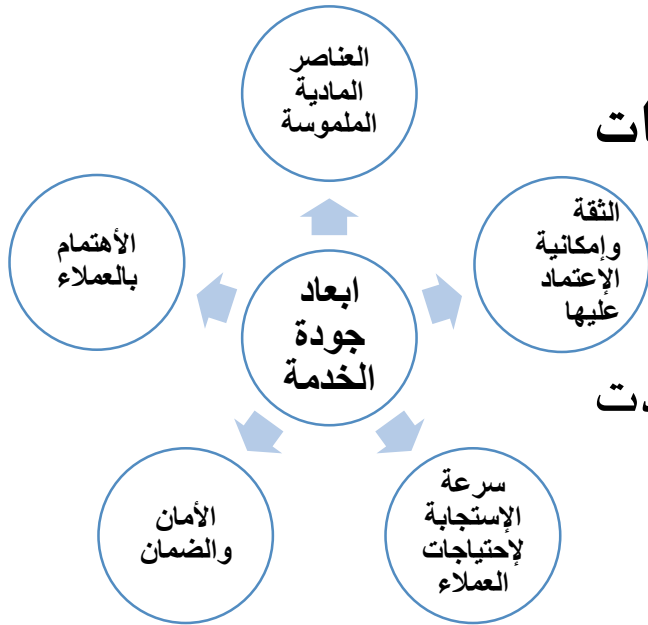 العناصر
المادية
الملموسة
الثقة
وإمكانية
الإعتماد
عليها
سرعة
الإستجابة
لإحتياجات
العملاء
الأمان
والضمان
الأهتمام
بالعملاء
ابعاد
جودة
الخدمة